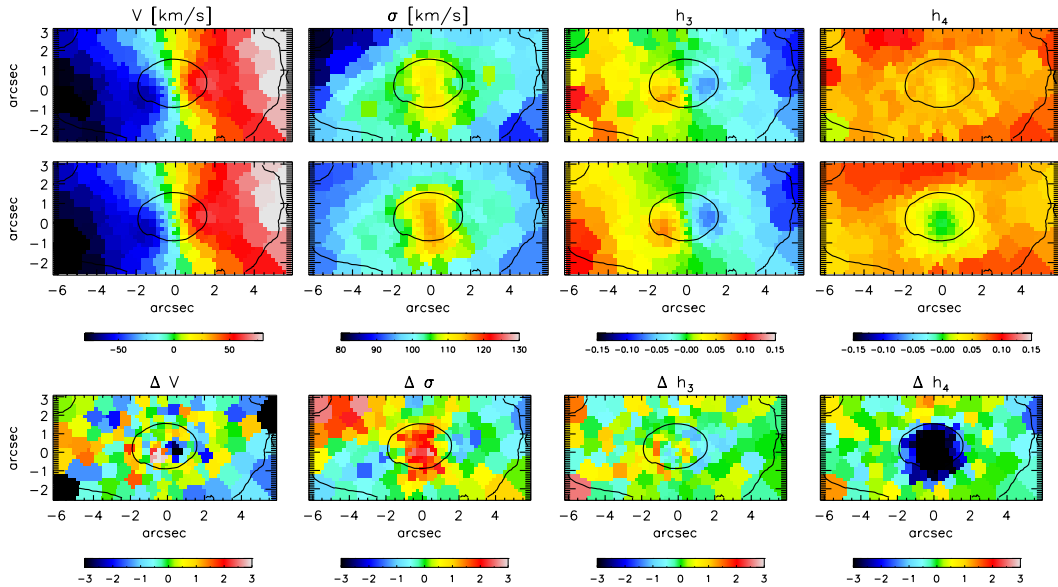 V [km/s]
σ [km/s]
h3
h4
3 2 1 0 -1 -2
arcsec
3 2 1 0 -1 -2
arcsec
-6 -4 -2 0 2 4
-6 -4 -2 0 2 4
-6 -4 -2 0 2 4
-6 -4 -2 0 2 4
arcsec
arcsec
arcsec
arcsec
-50 0 50
80 90 100 110 120 130
-0.15 -0.10 -0.05 0.00 0.05 0.10 0.15
-0.15 -0.10 -0.05 0.00 0.05 0.10 0.15
Δ V
Δ σ
Δ h3
Δ h4
3 2 1 0 -1 -2
arcsec
-6 -4 -2 0 2 4
-6 -4 -2 0 2 4
-6 -4 -2 0 2 4
-6 -4 -2 0 2 4
arcsec
arcsec
arcsec
arcsec
-3 -2 -1 0 1 2 3
-3 -2 -1 0 1 2 3
-3 -2 -1 0 1 2 3
-3 -2 -1 0 1 2 3